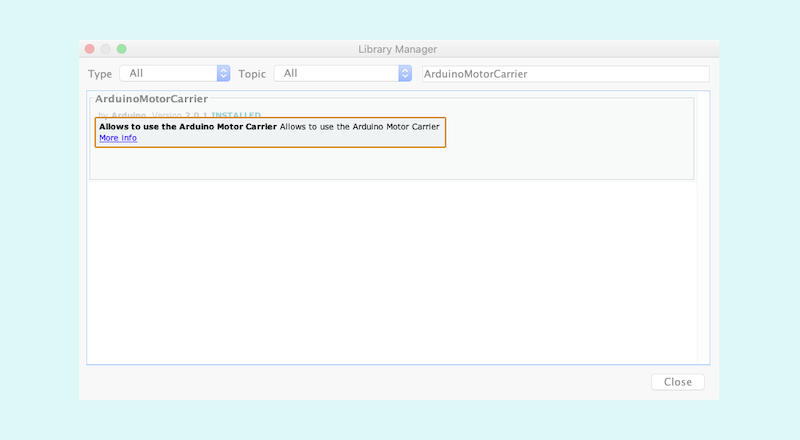 Library Manager
Type All Topic All ArduinoMotorCarrier
ArduinoMotorCarrier
by Arduino Version 2.0.1 INSTALLED
Allows to use the Arduino Motor Carrier Allows to use the Arduino Motor Carrier
More info
Close